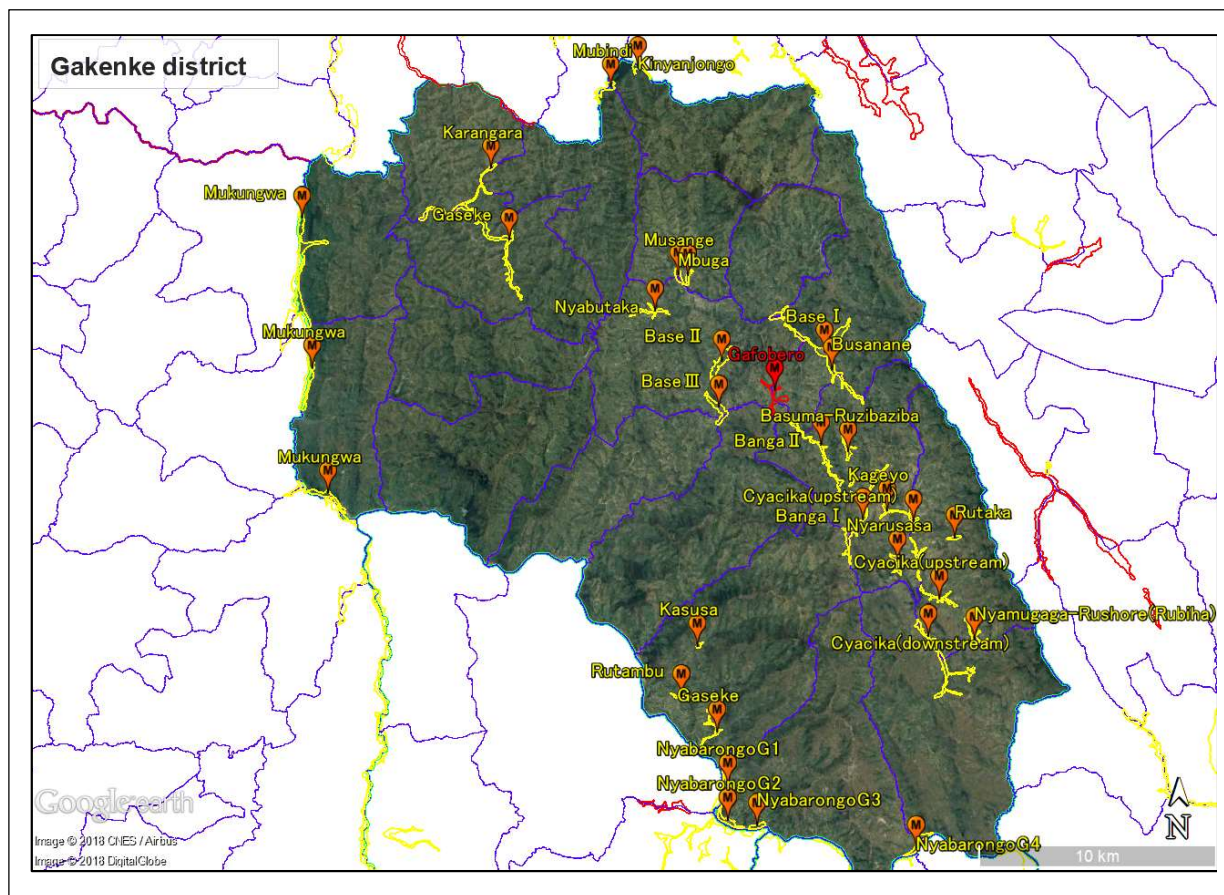 Gakenke district
Mubindi
Kinyanjongo
Karangara
Mukungwa
Gaseke
Musange
Mbuga
Nyabutaka
Base Ⅰ
Base Ⅱ
Busanane
Mukungwa
Gafobero
Base Ⅲ
Basuma-Ruzibaziba
Banga Ⅱ
Mukungwa
Kageyo
Cyacika(upstream)
Banga Ⅰ
Rutaka
Nyarusasa
Cyacika(upstream)
Kasusa
Nyamugaga-Rushore(Rubiha)
Cyacika(downstream)
Rutambu
Gaseke
NyabarongoG1
NyabarongoG2
NyabarongoG3
NyabarongoG4
Google earth
Image © 2018 CNES / Airbus
Image © 2018 DigitalGlobe
N
10 km